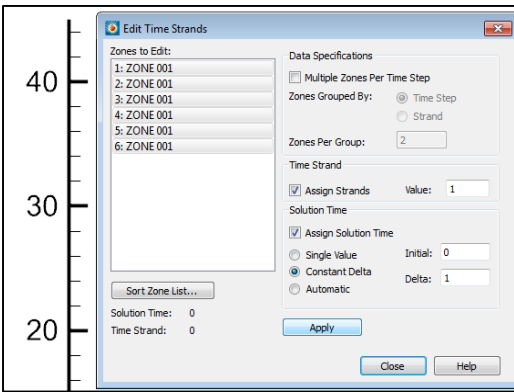 40
30
20
Edit Time Strands
Zones to Edit:
1: ZONE 001
2: ZONE 001
3: ZONE 001
4: ZONE 001
5: ZONE 001
6: ZONE 001
Sort Zone List...
Solution Time: 0
Time Strand: 0
Data Specifications
Multiple Zones Per Time Step
Zones Grouped By:
Time Step
Strand
Zones Per Group: 2
Time Strand
Assign Strands Value: 1
Solution Time
Assign Solution Time
Single Value Initial: 0
Constant Delta Delta: 1
Automatic
Apply
Close Help